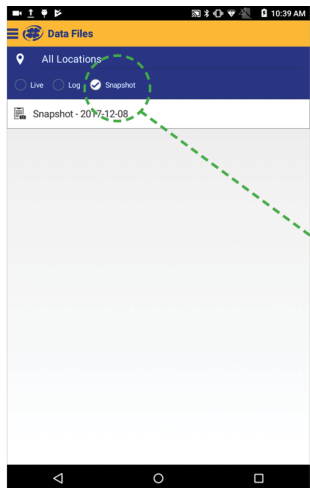 10:39 AM
Data Files
All Locations
Live Log Snapshot
Snapshot - 2017-12-08